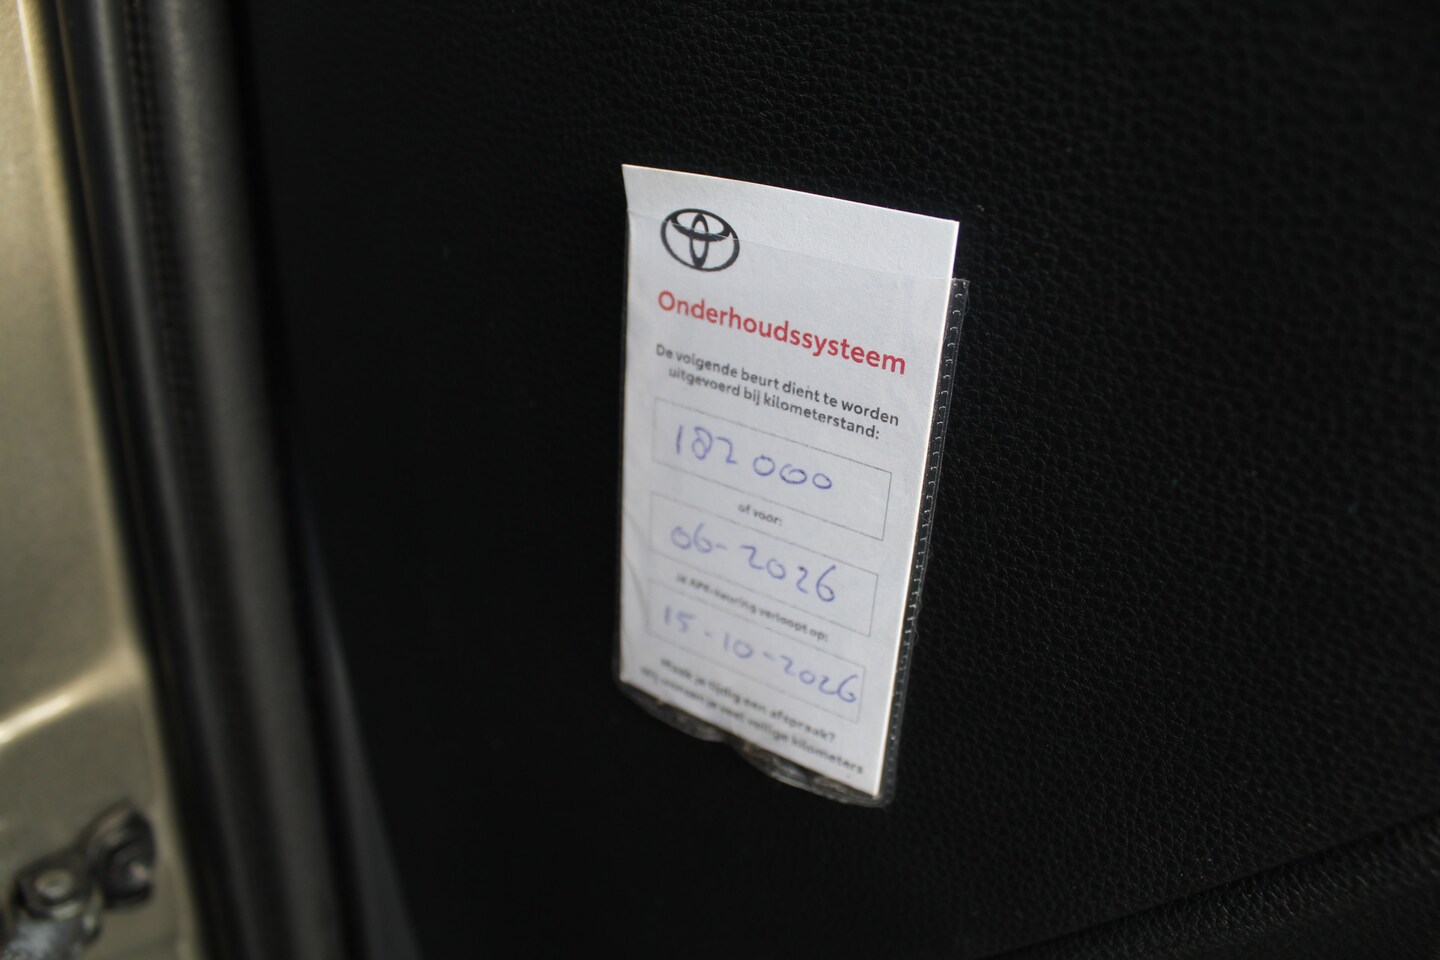 Onderhoudssysteem
De volgende beurt dient te worden
uitgevoerd bij kilometerstand:
182 000
of voor:
06-2026
Je APK-keuring verloopt op:
15-10-2026
Maak je tijdig een afspraak?
Wij wensen je veel veilige kilometers